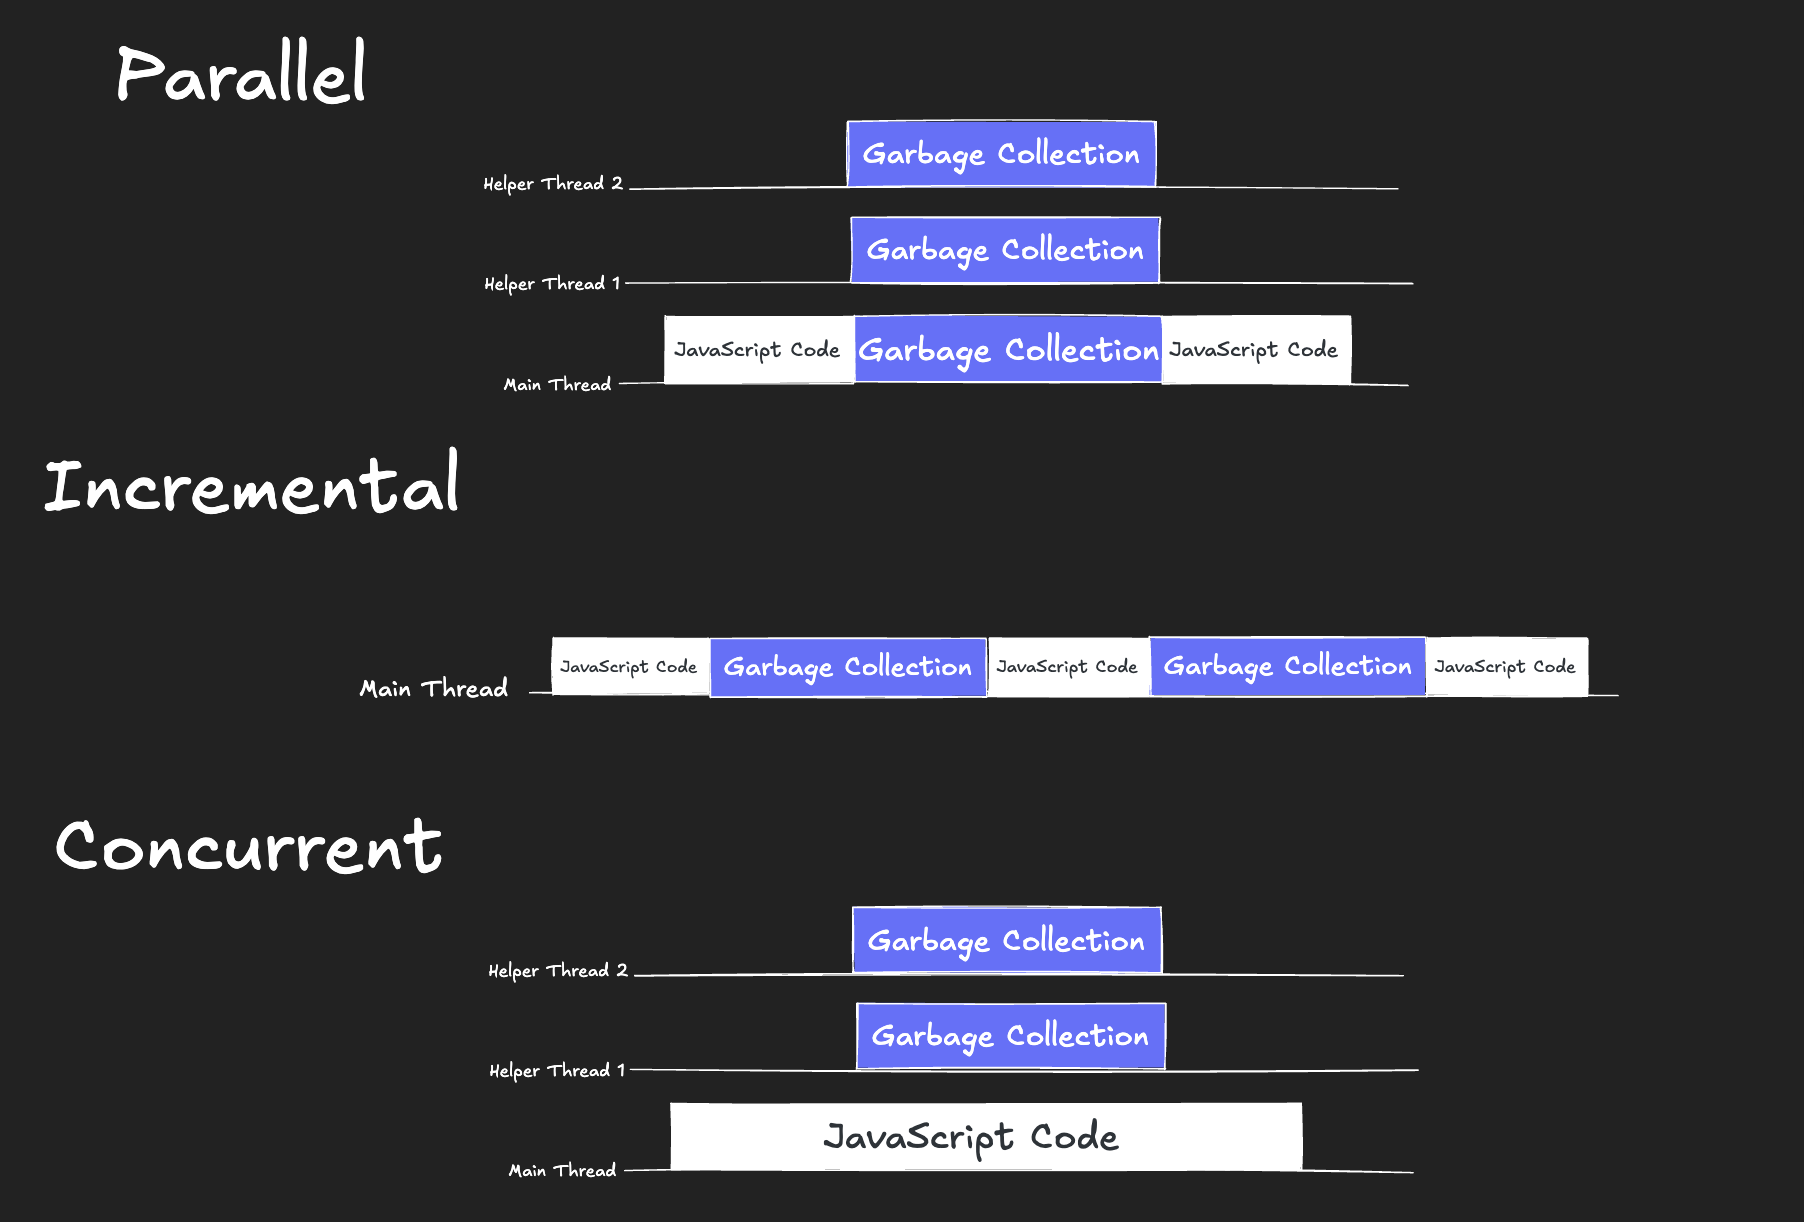 Parallel
Garbage Collection
Helper Thread 2
Garbage Collection
Helper Thread 1
JavaScript Code Garbage Collection JavaScript Code
Main Thread
Incremental
JavaScript Code Garbage Collection JavaScript Code Garbage Collection JavaScript Code
Main Thread
Concurrent
Garbage Collection
Helper Thread 2
Garbage Collection
Helper Thread 1
JavaScript Code
Main Thread